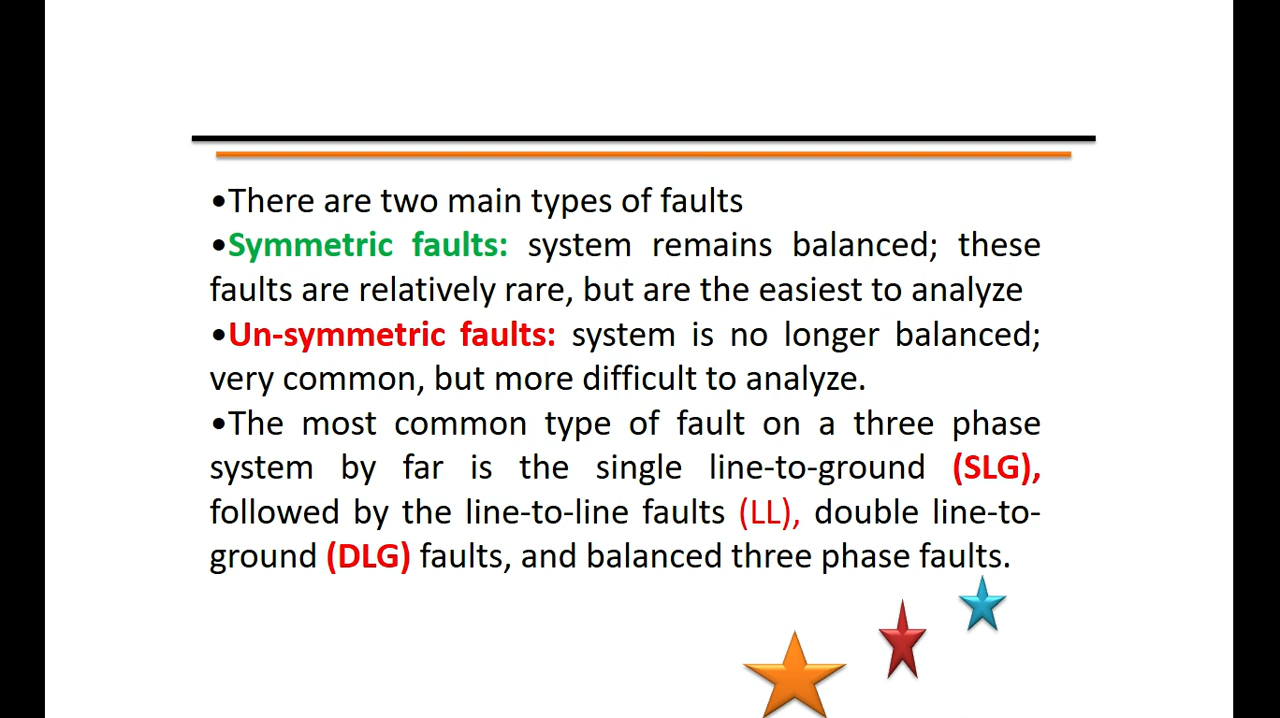 •There are two main types of faults
•Symmetric faults: system remains balanced; these
faults are relatively rare, but are the easiest to analyze
•Un-symmetric faults: system is no longer balanced;
very common, but more difficult to analyze.
•The most common type of fault on a three phase
system by far is the single line-to-ground (SLG),
followed by the line-to-line faults (LL), double line-to-
ground (DLG) faults, and balanced three phase faults.